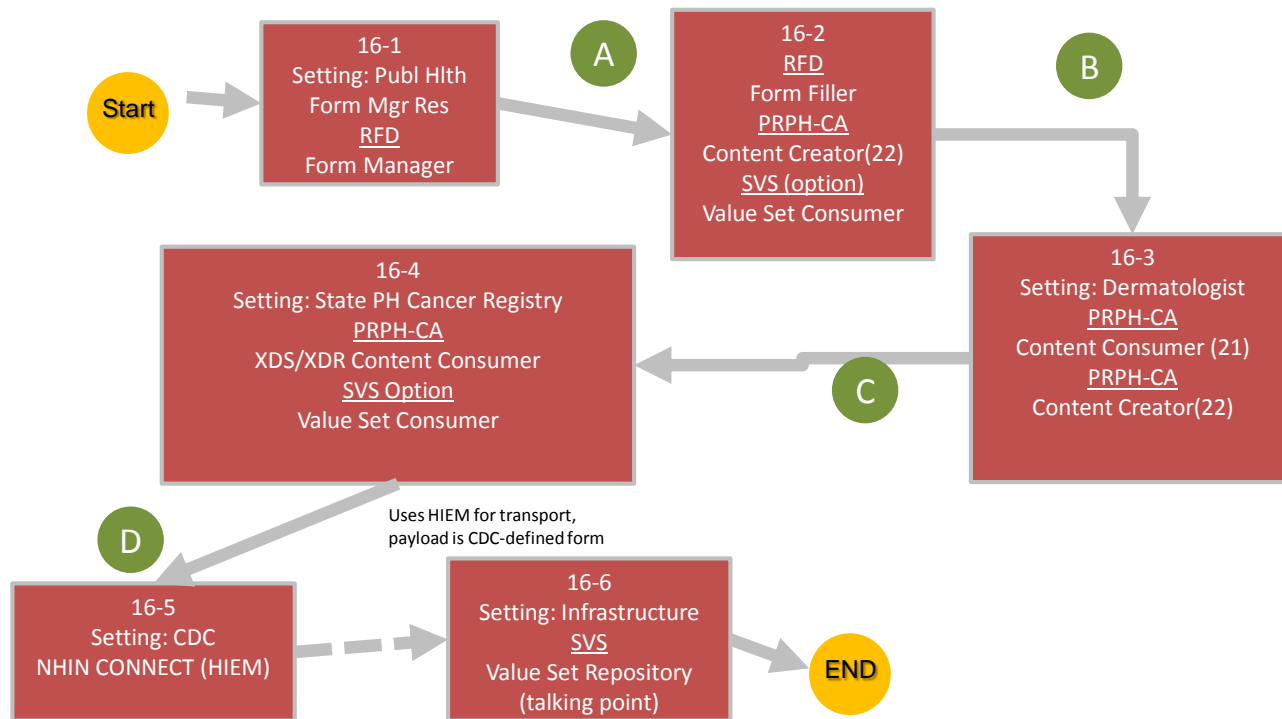 Start
16-1
Setting: Publ Hlth
Form Mgr Res
RFD
Form Manager
A
16-2
RFD
Form Filler
PRPH-CA
Content Creator(22)
SVS (option)
Value Set Consumer
B
16-3
Setting: Dermatologist
PRPH-CA
Content Consumer (21)
PRPH-CA
Content Creator(22)
C
16-4
Setting: State PH Cancer Registry
PRPH-CA
XDS/XDR Content Consumer
SVS Option
Value Set Consumer
D
Uses HIEM for transport,
payload is CDC-defined form
16-5
Setting: CDC
NHIN CONNECT (HIEM)
16-6
Setting: Infrastructure
SVS
Value Set Repository
(talking point)
END